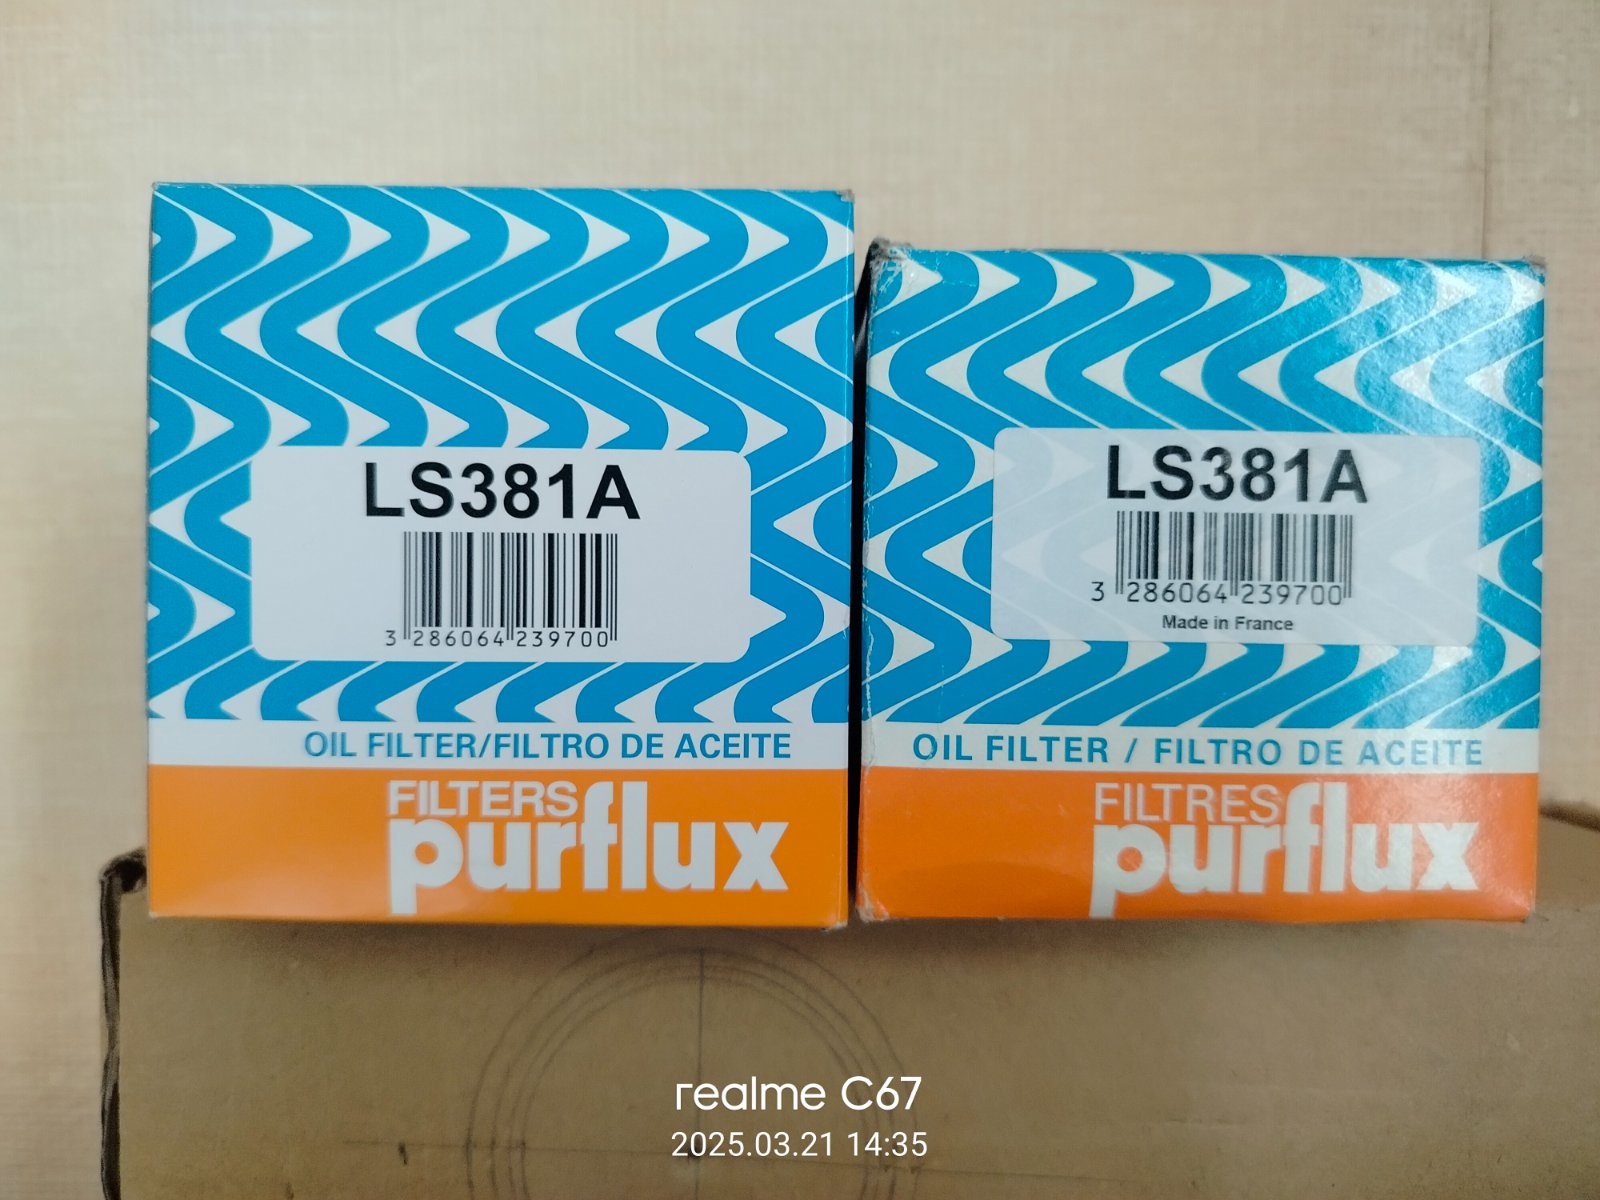 LS381A
3 286064 239700
OIL FILTER/FILTRO DE ACEITE
FILTERS
purflux
LS381A
3 286064 239700
Made in France
OIL FILTER / FILTRO DE ACEITE
FILTRES
purflux
realme C67
2025.03.21 14:35